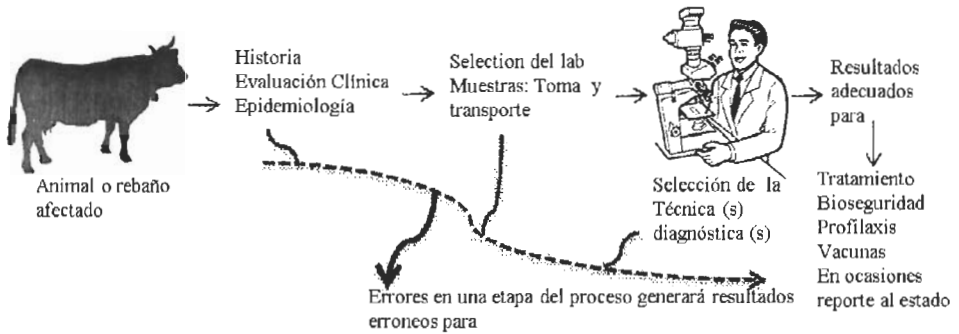 Animal o rebaño
afectado
Historia
Evaluación Clínica
Epidemiología
Selection del lab
Muestras: Toma y
transporte
Selección de la
Técnica (s)
diagnóstica (s)
Resultados
adecuados
para
Tratamiento
Bioseguridad
Profilaxis
Vacunas
En ocasiones
reporte al estado
Errores en una etapa del proceso generará resultados
erroneos para